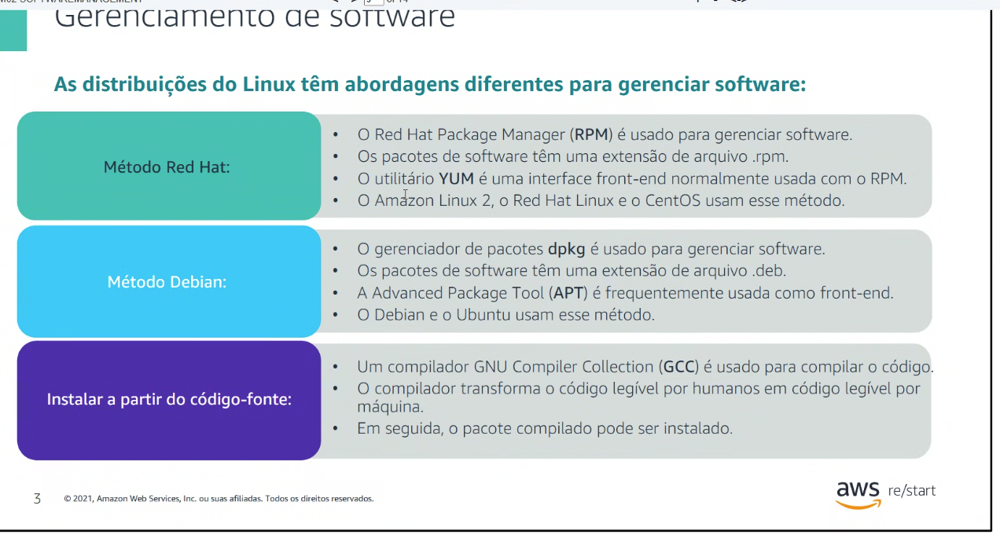 Gerenciamento de software
As distribuições do Linux têm abordagens diferentes para gerenciar software:
Método Red Hat:
• O Red Hat Package Manager (RPM) é usado para gerenciar software.
• Os pacotes de software têm uma extensão de arquivo .rpm.
• O utilitário YUM é uma interface front-end normalmente usada com o RPM.
• O Amazon Linux 2, o Red Hat Linux e o CentOS usam esse método.
Método Debian:
• O gerenciador de pacotes dpkg é usado para gerenciar software.
• Os pacotes de software têm uma extensão de arquivo .deb.
• A Advanced Package Tool (APT) é frequentemente usada como front-end.
• O Debian e o Ubuntu usam esse método.
Instalar a partir do código-fonte:
• Um compilador GNU Compiler Collection (GCC) é usado para compilar o código.
• O compilador transforma o código legível por humanos em código legível por
máquina.
• Em seguida, o pacote compilado pode ser instalado.
3 © 2021, Amazon Web Services, Inc. ou suas afiliadas. Todos os direitos reservados.
aws re/start